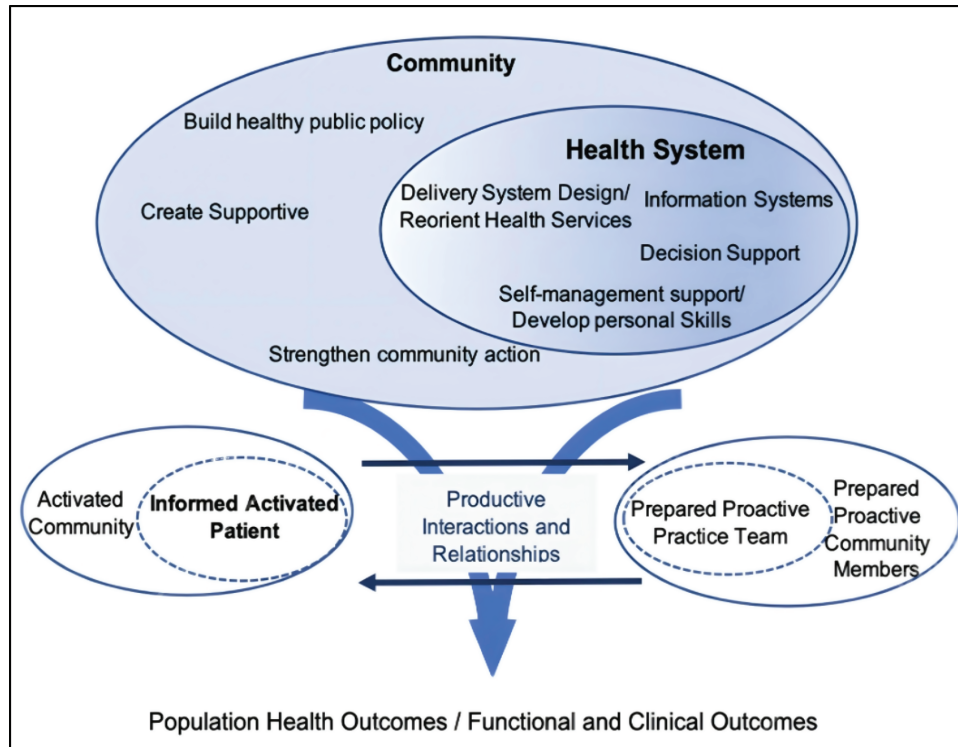 Community
Build healthy public policy
Health System
Delivery System Design/
Reorient Health Services
Information Systems
Create Supportive
Decision Support
Self-management support/
Develop personal Skills
Strengthen community action
Activated
Community
Informed Activated
Patient
Productive
Interactions and
Relationships
Prepared Proactive
Practice Team
Prepared
Proactive
Community
Members
Population Health Outcomes / Functional and Clinical Outcomes